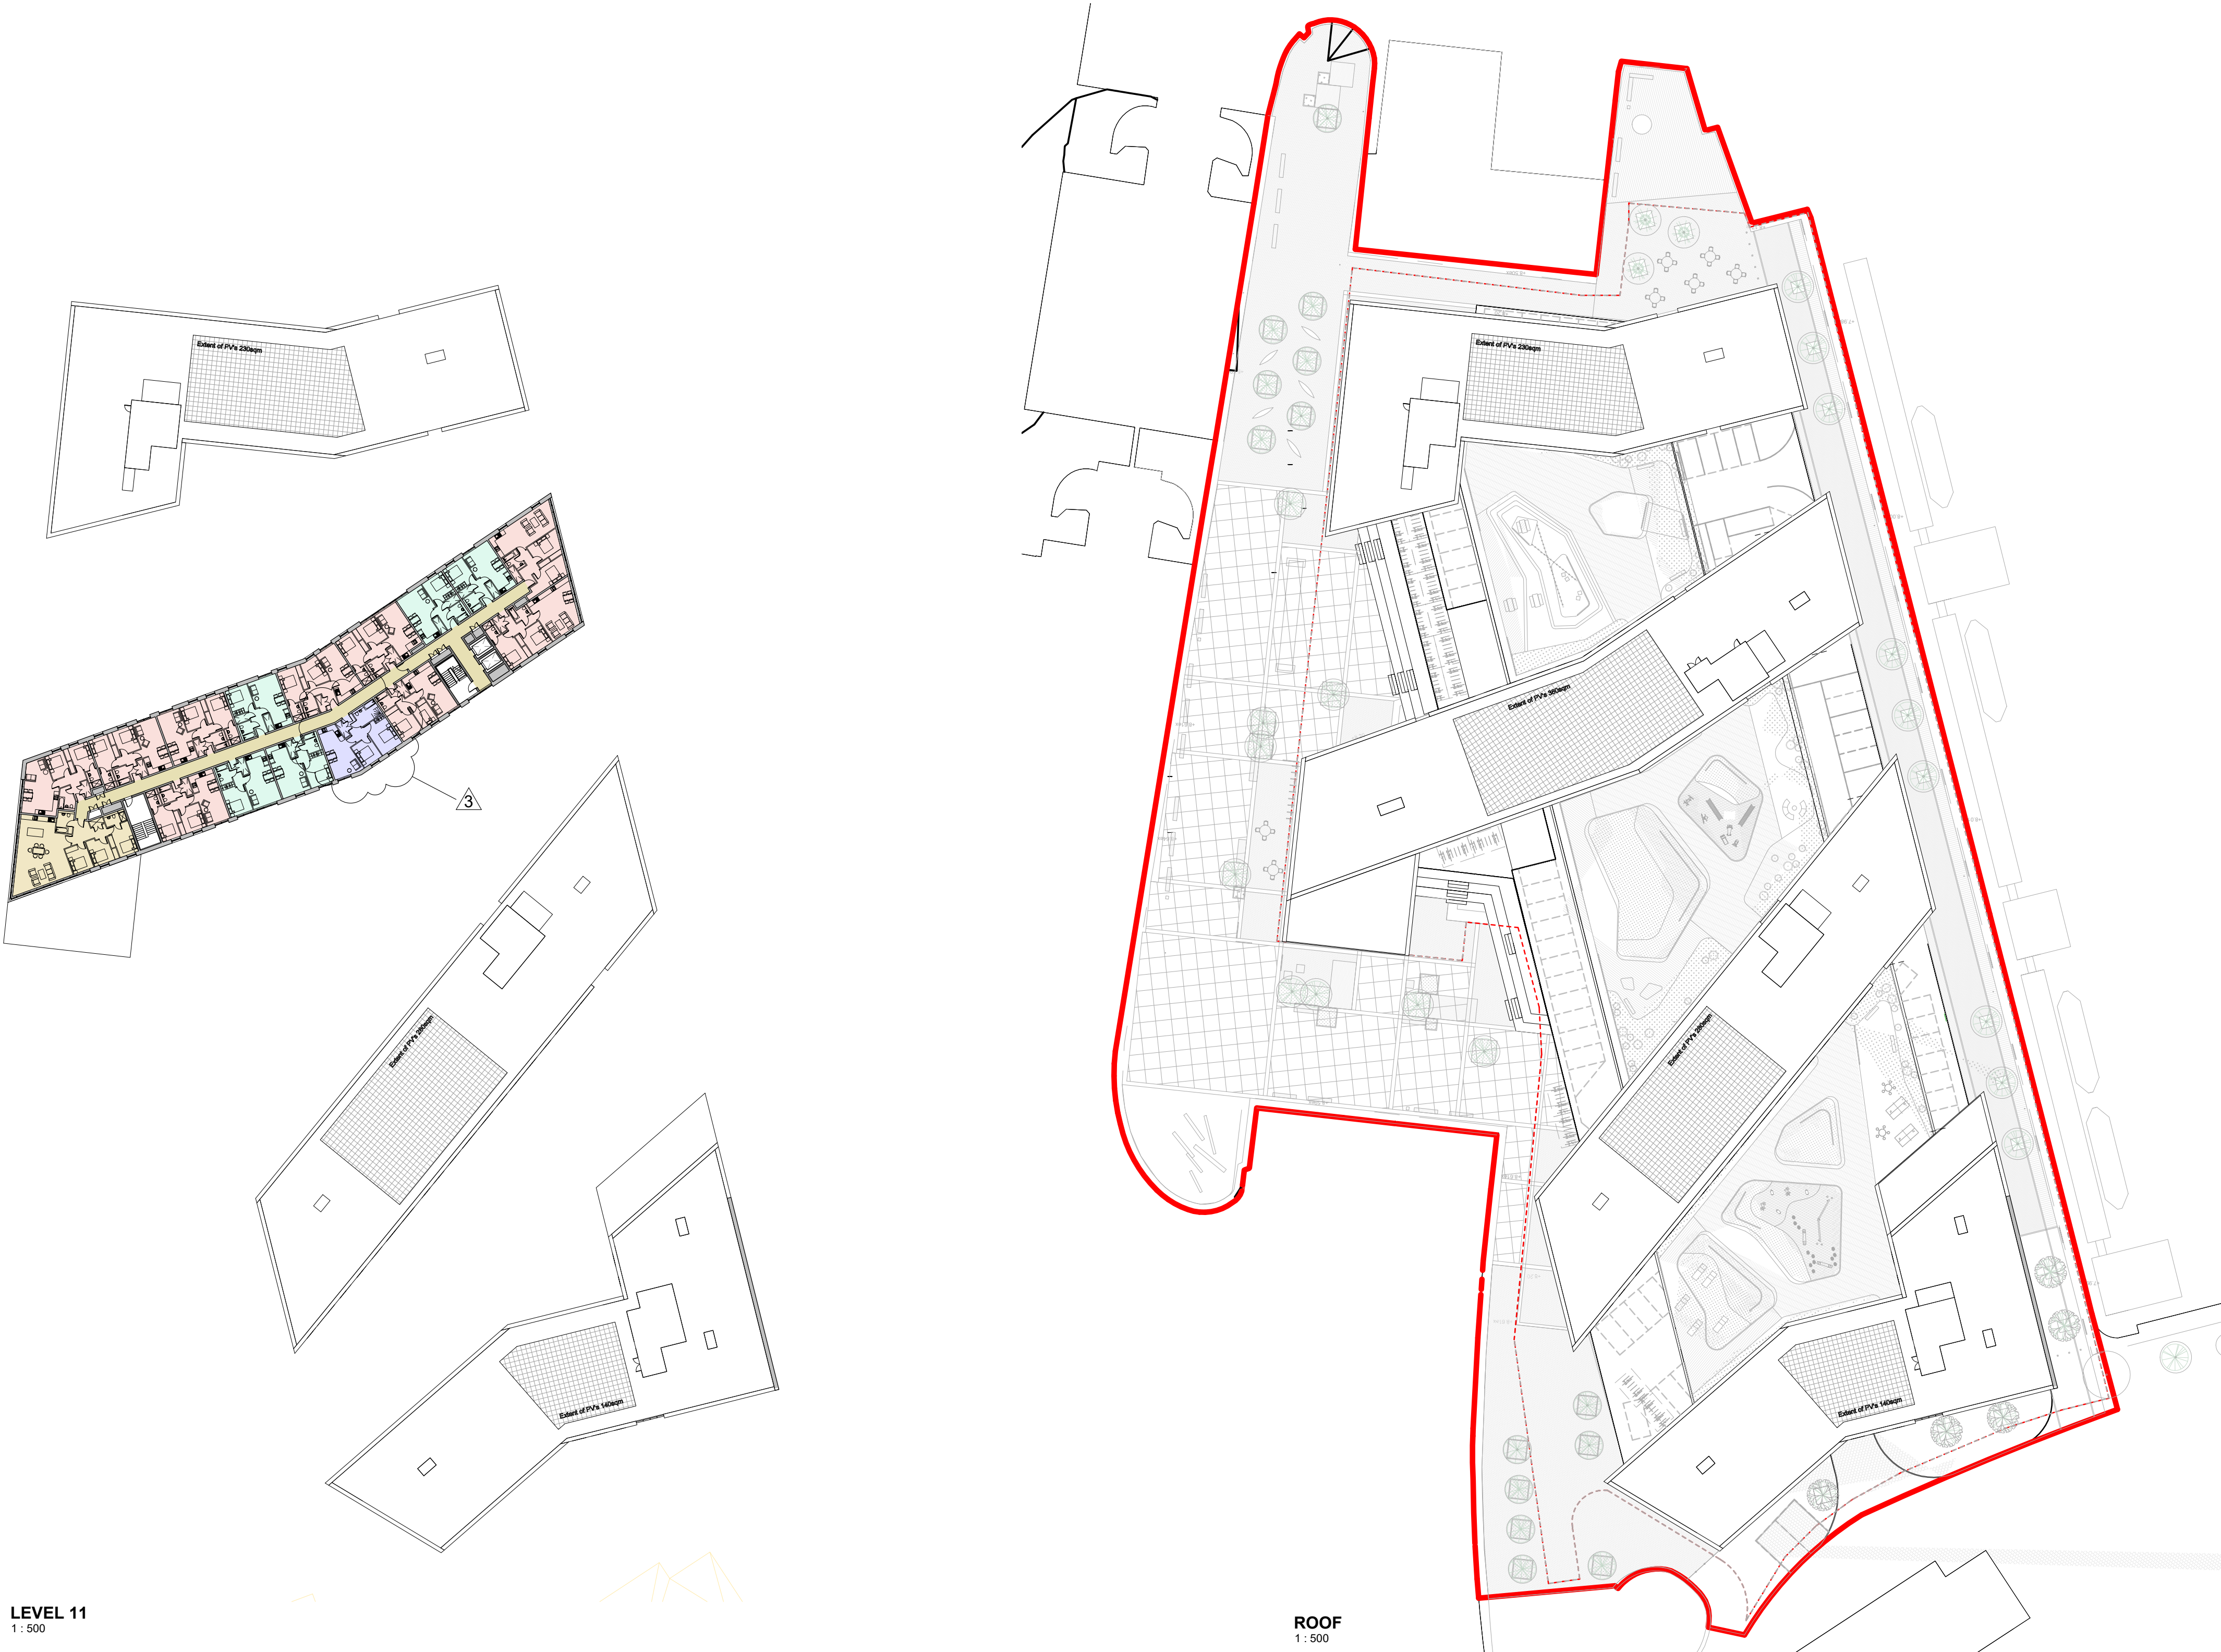 Extent of PV's 230sqm
3
Extent of PV's 280sqm
Extent of PV's 140sqm
LEVEL 11
1 : 500
Extent of PV's 230sqm
Extent of PV's 360sqm
Extent of PV's 280sqm
Extent of PV's 140sqm
ROOF
1 : 500